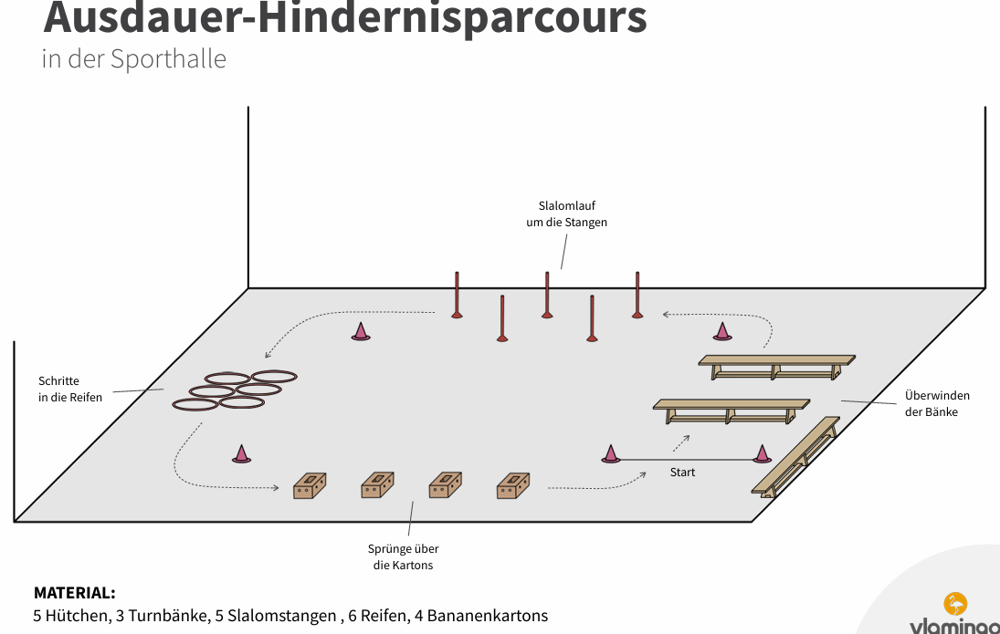 Ausdauer-Hindernisparcours
in der Sporthalle
Slalomlauf
um die Stangen
Schritte
in die Reifen
Überwinden
der Bänke
Start
Sprünge über
die Kartons
MATERIAL:
5 Hütchen, 3 Turnbänke, 5 Slalomstangen , 6 Reifen, 4 Bananenkartons
vlamingo